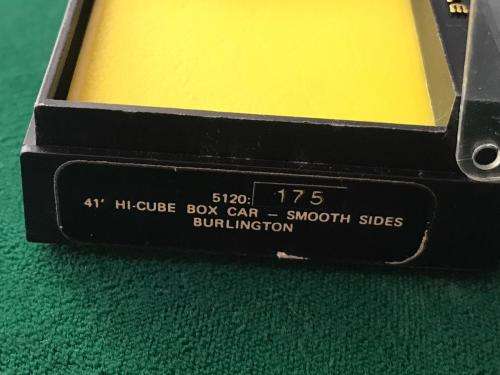 5120: 175
41' HI-CUBE BOX CAR – SMOOTH SIDES
BURLINGTON